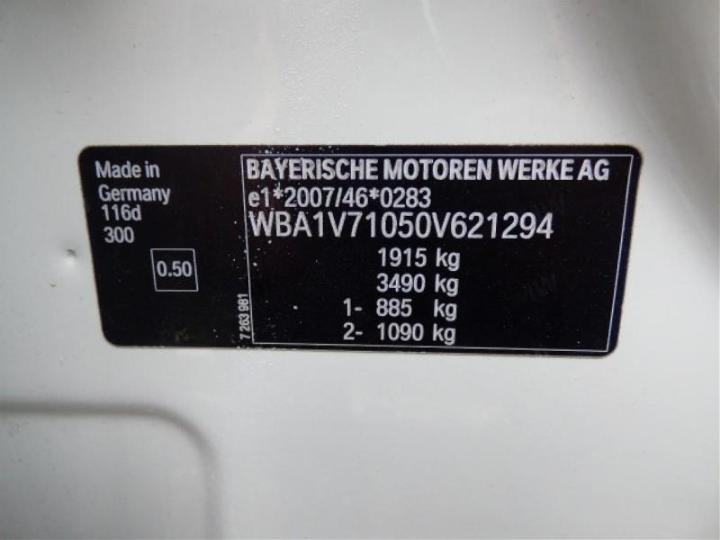 Made in
Germany
116d
300
0.50
7 263 981
BAYERISCHE MOTOREN WERKE AG
e1*2007/46*0283
WBA1V71050V621294
1915 kg
3490 kg
1- 885 kg
2- 1090 kg